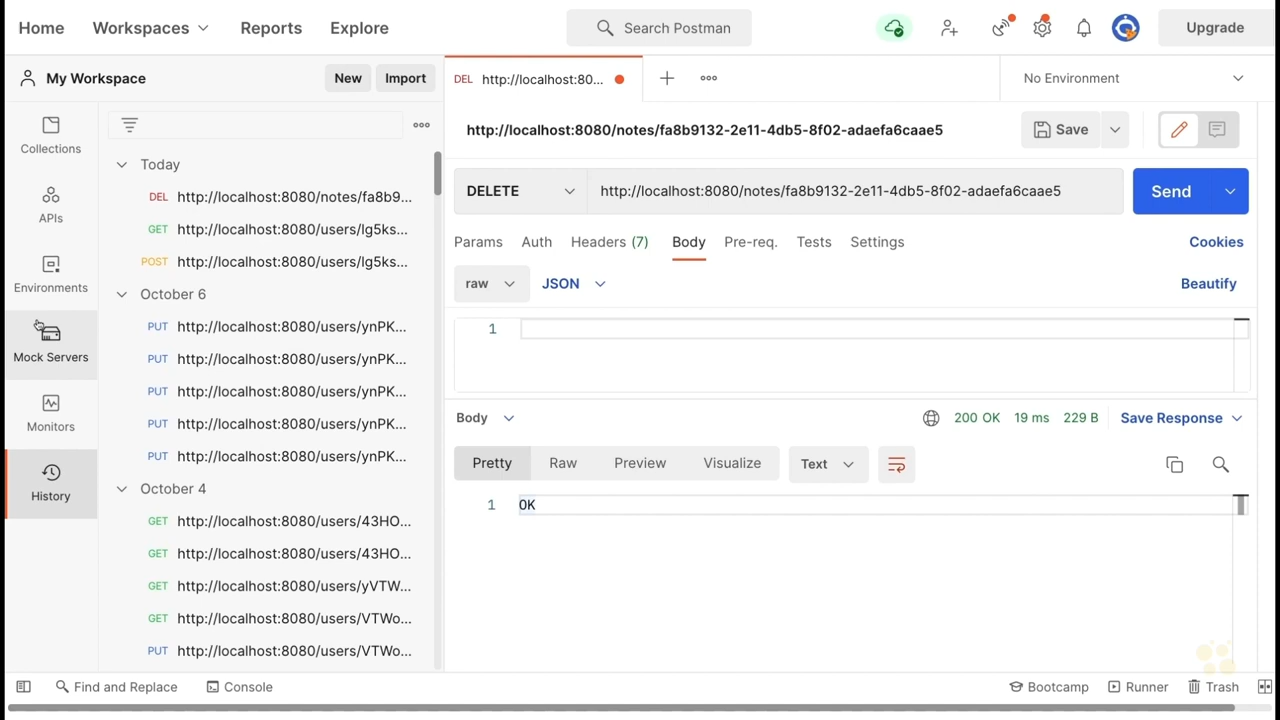 Home Workspaces Reports Explore Search Postman Upgrade
My Workspace New Import
DEL http://localhost:80... No Environment
Collections
APIs
Environments
Mock Servers
Monitors
History
Today
DEL http://localhost:8080/notes/fa8b9...
GET http://localhost:8080/users/lg5ks...
POST http://localhost:8080/users/lg5ks...
October 6
PUT http://localhost:8080/users/ynPK...
PUT http://localhost:8080/users/ynPK...
PUT http://localhost:8080/users/ynPK...
PUT http://localhost:8080/users/ynPK...
PUT http://localhost:8080/users/ynPK...
October 4
GET http://localhost:8080/users/43HO...
GET http://localhost:8080/users/43HO...
GET http://localhost:8080/users/yVTW...
GET http://localhost:8080/users/VTWo...
PUT http://localhost:8080/users/VTWo...
http://localhost:8080/notes/fa8b9132-2e11-4db5-8f02-adaefa6caae5 Save
DELETE http://localhost:8080/notes/fa8b9132-2e11-4db5-8f02-adaefa6caae5 Send
Params Auth Headers (7) Body Pre-req. Tests Settings Cookies
raw JSON Beautify
1
Body 200 OK 19 ms 229 B Save Response
Pretty Raw Preview Visualize Text
1 OK
Find and Replace Console Bootcamp Runner Trash